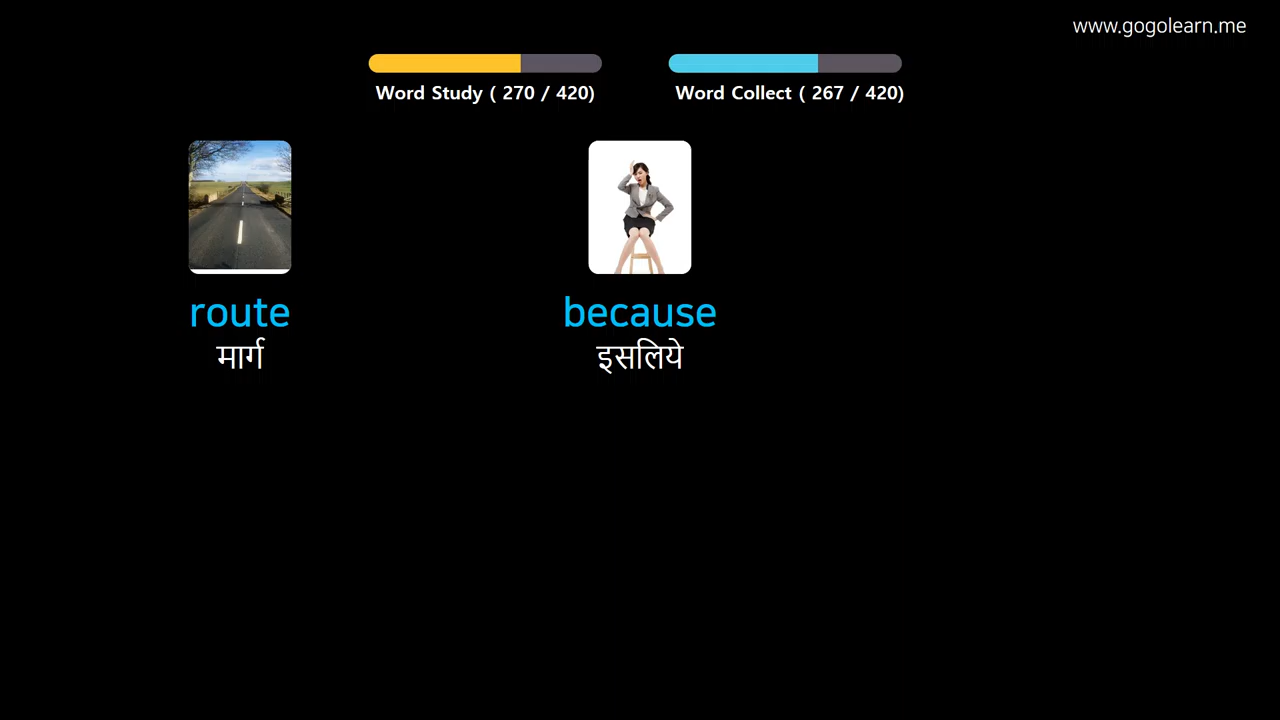 www.gogolearn.me
Word Study ( 270 / 420)
Word Collect ( 267 / 420)
route
मार्ग
because
इसलिये